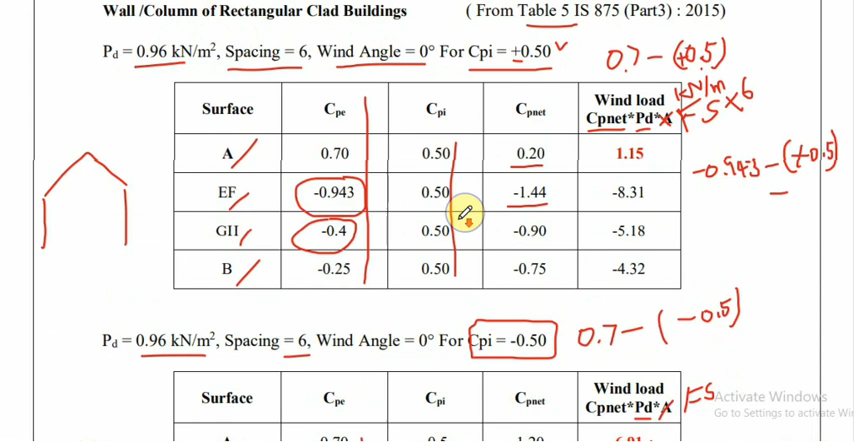 Wall /Column of Rectangular Clad Buildings ( From Table 5 IS 875 (Part3) : 2015)
Pd = 0.96 kN/m², Spacing = 6, Wind Angle = 0° For Cpi = +0.50 0.7 – (+0.5)
kN/m
Surface Cpe Cpi Cpnet Wind load
Cpnet*Pd*A FS × 6
A 0.70 0.50 0.20 1.15
-0.943 – (+0.5)
EF -0.943 0.50 -1.44 -8.31
GII -0.4 0.50 -0.90 -5.18
B -0.25 0.50 -0.75 -4.32
Pd = 0.96 kN/m², Spacing = 6, Wind Angle = 0° For Cpi = -0.50 0.7 – (-0.5)
Surface Cpe Cpi Cpnet Wind load
Cpnet*Pd*A FS
Activate Windows
Go to Settings to activate Wi